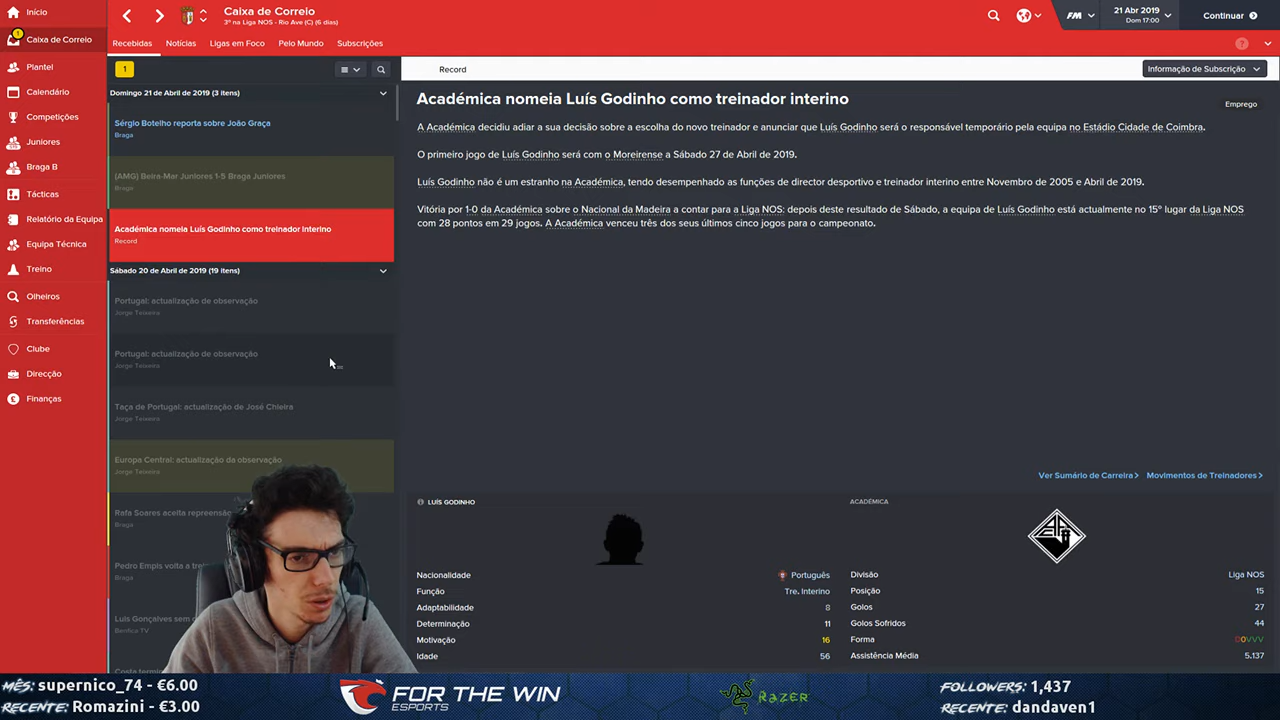 Início
Caixa de Correio
Plantel
Calendário
Competições
Juniores
Braga B
Tácticas
Relatório da Equipa
Equipa Técnica
Treino
Olheiros
Transferências
Clube
Direcção
Finanças
Caixa de Correio
3º na Liga NOS - Rio Ave (C) (6 dias)
FM
21 Abr 2019
Dom 17:00
Continuar
Recebidas
Notícias
Ligas em Foco
Pelo Mundo
Subscrições
1
Domingo 21 de Abril de 2019 (3 itens)
Sérgio Botelho reporta sobre João Graça
Braga
(AMG) Beira-Mar Juniores 1-5 Braga Juniores
Braga
Académica nomeia Luís Godinho como treinador interino
Record
Sábado 20 de Abril de 2019 (19 itens)
Portugal: actualização de observação
Jorge Teixeira
Portugal: actualização de observação
Jorge Teixeira
Taça de Portugal: actualização de José Chieira
Jorge Teixeira
Europa Central: actualização da observação
Jorge Teixeira
Rafa Soares aceita repreensão
Braga
Pedro Empis volta a
Braga
Luis Gonçalves sem
Benfica TV
Costa
Record
Informação de Subscrição
Académica nomeia Luís Godinho como treinador interino
Emprego
A Académica decidiu adiar a sua decisão sobre a escolha do novo treinador e anunciar que Luís Godinho será o responsável temporário pela equipa no Estádio Cidade de Coimbra.
O primeiro jogo de Luís Godinho será com o Moreirense a Sábado 27 de Abril de 2019.
Luís Godinho não é um estranho na Académica, tendo desempenhado as funções de director desportivo e treinador interino entre Novembro de 2005 e Abril de 2019.
Vitória por 1-0 da Académica sobre o Nacional da Madeira a contar para a Liga NOS: depois deste resultado de Sábado, a equipa de Luís Godinho está actualmente no 15º lugar da Liga NOS
com 28 pontos em 29 jogos. A Académica venceu três dos seus últimos cinco jogos para o campeonato.
Ver Sumário de Carreira>
Movimentos de Treinadores>
LUÍS GODINHO
Nacionalidade Português
Função Tre. Interino
Adaptabilidade 8
Determinação 11
Motivação 16
Idade 56
ACADÉMICA
Divisão Liga NOS
Posição 15
Golos 27
Golos Sofridos 44
Forma DOVVV
Assistência Média 5.137
MÊS: supernico_74 - €6.00
RECENTE: Romazini - €3.00
FOR THE WIN
ESPORTS
RAZER
FOLLOWERS: 1,437
RECENTE: dandaven1